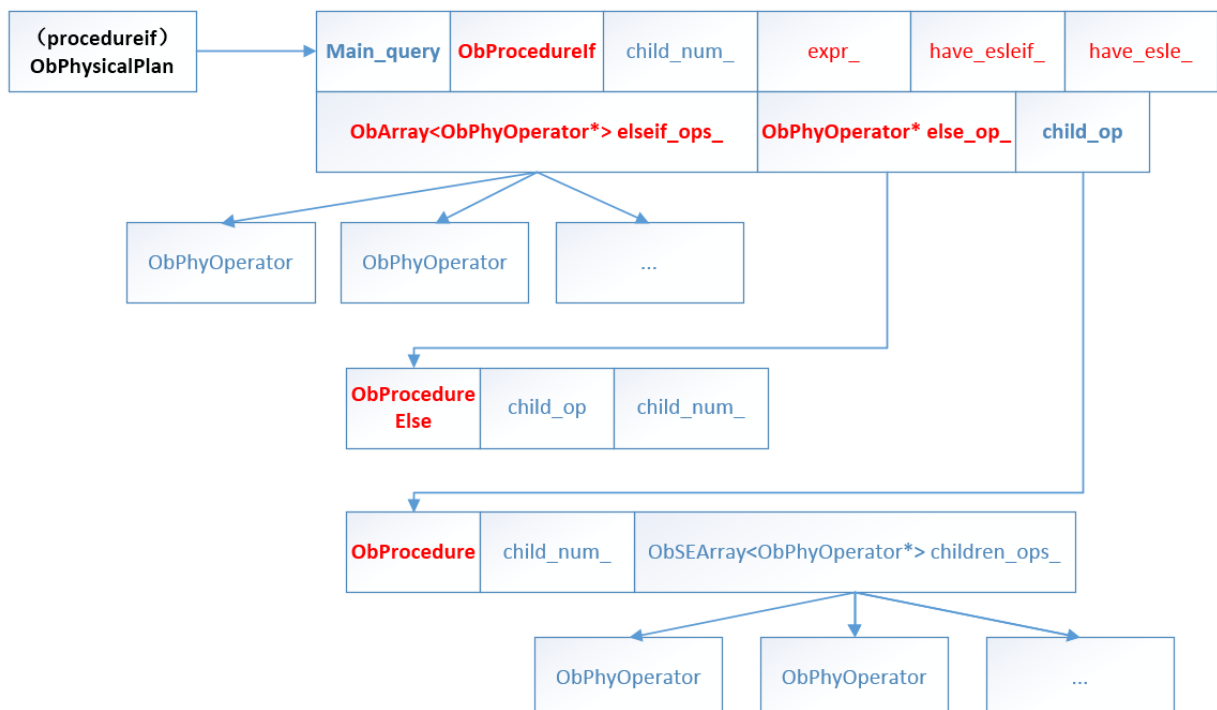 （procedureif）
ObPhysicalPlan
Main_query
ObProcedureIf
child_num_
expr_
have_esleif_
have_esle_
ObArray<ObPhyOperator*> elseif_ops_
ObPhyOperator* else_op_
child_op
ObPhyOperator
ObPhyOperator
...
ObProcedure
Else
child_op
child_num_
ObProcedure
child_num_
ObSEArray<ObPhyOperator*> children_ops_
ObPhyOperator
ObPhyOperator
...